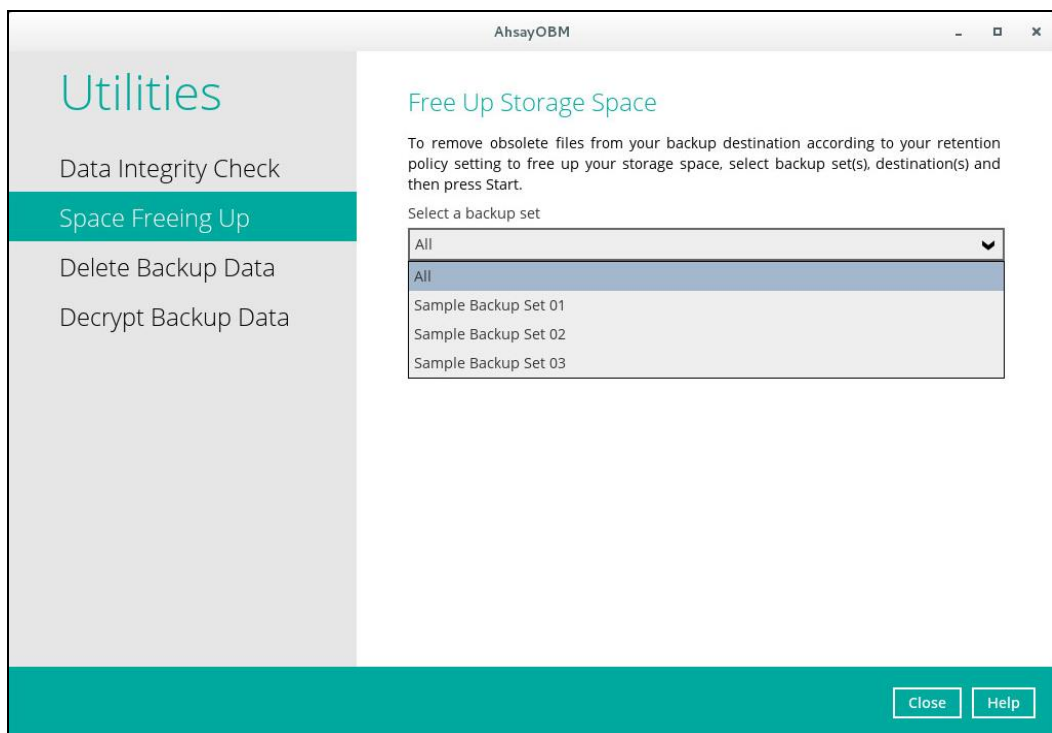 AhsayOBM
Utilities
Data Integrity Check
Space Freeing Up
Delete Backup Data
Decrypt Backup Data
Free Up Storage Space
To remove obsolete files from your backup destination according to your retention
policy setting to free up your storage space, select backup set(s), destination(s) and
then press Start.
Select a backup set
All
All
Sample Backup Set 01
Sample Backup Set 02
Sample Backup Set 03
Close
Help